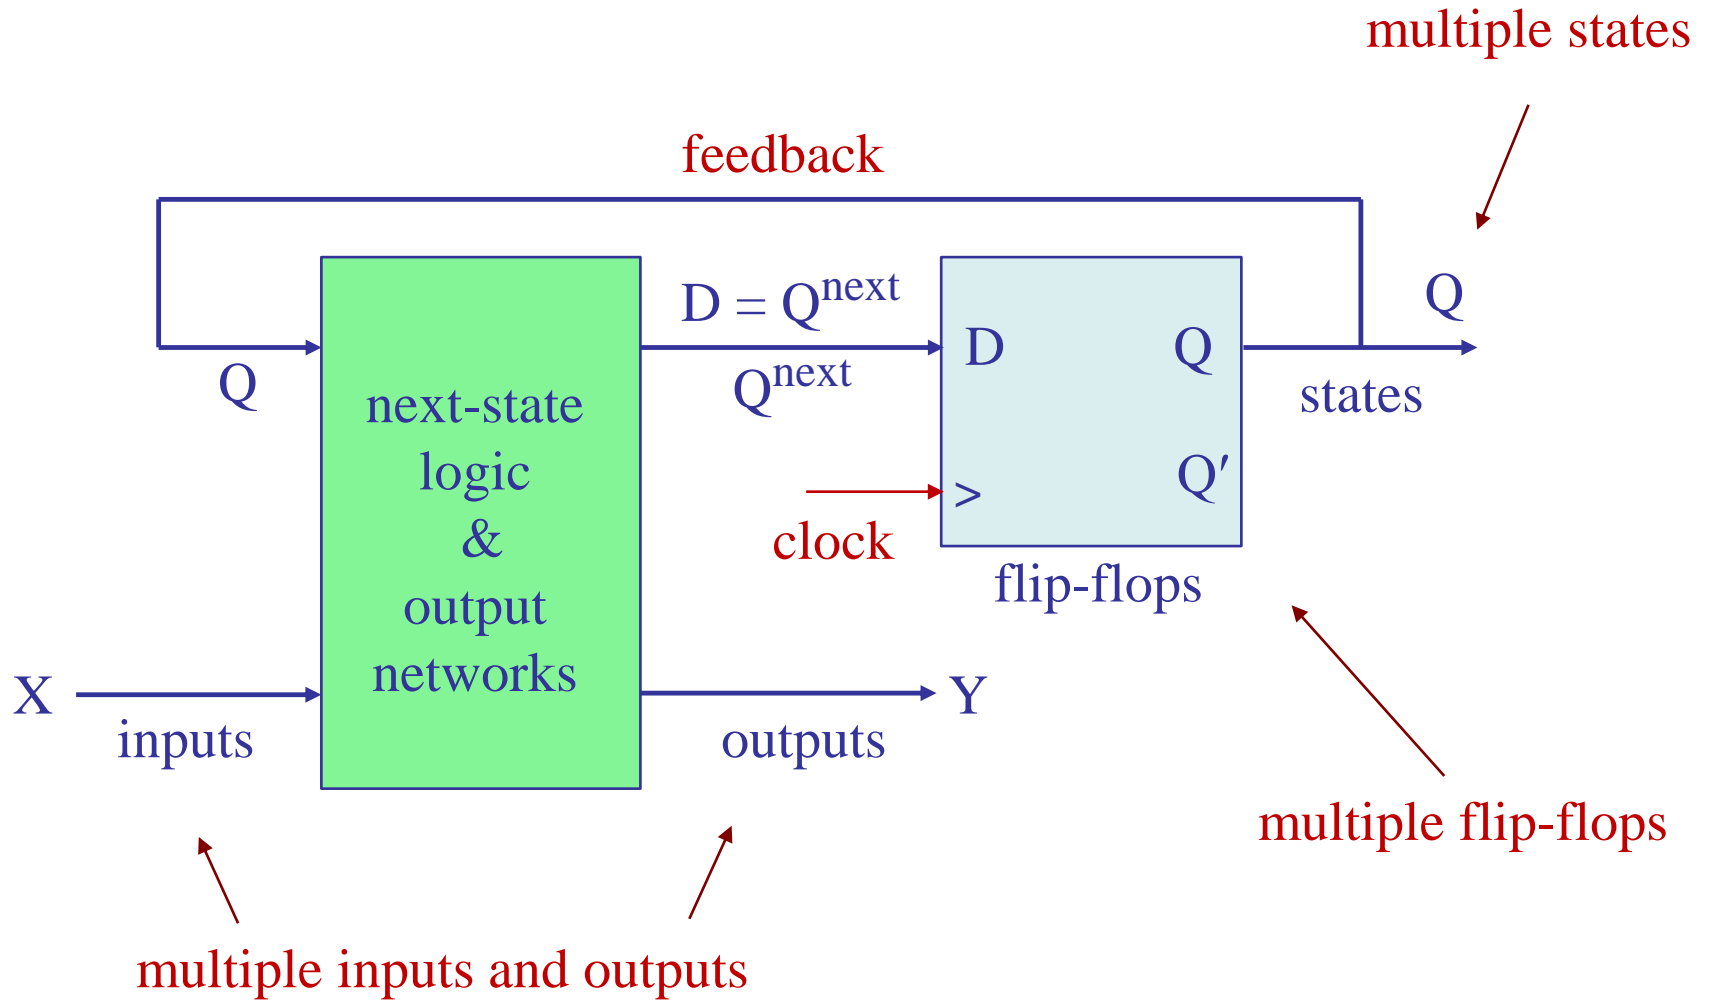 multiple states
feedback
D = Q^next
Q
D
Q
Q
Q^next
states
next-state
logic
&
output
networks
Q′
>
clock
flip-flops
X
Y
inputs
outputs
multiple flip-flops
multiple inputs and outputs